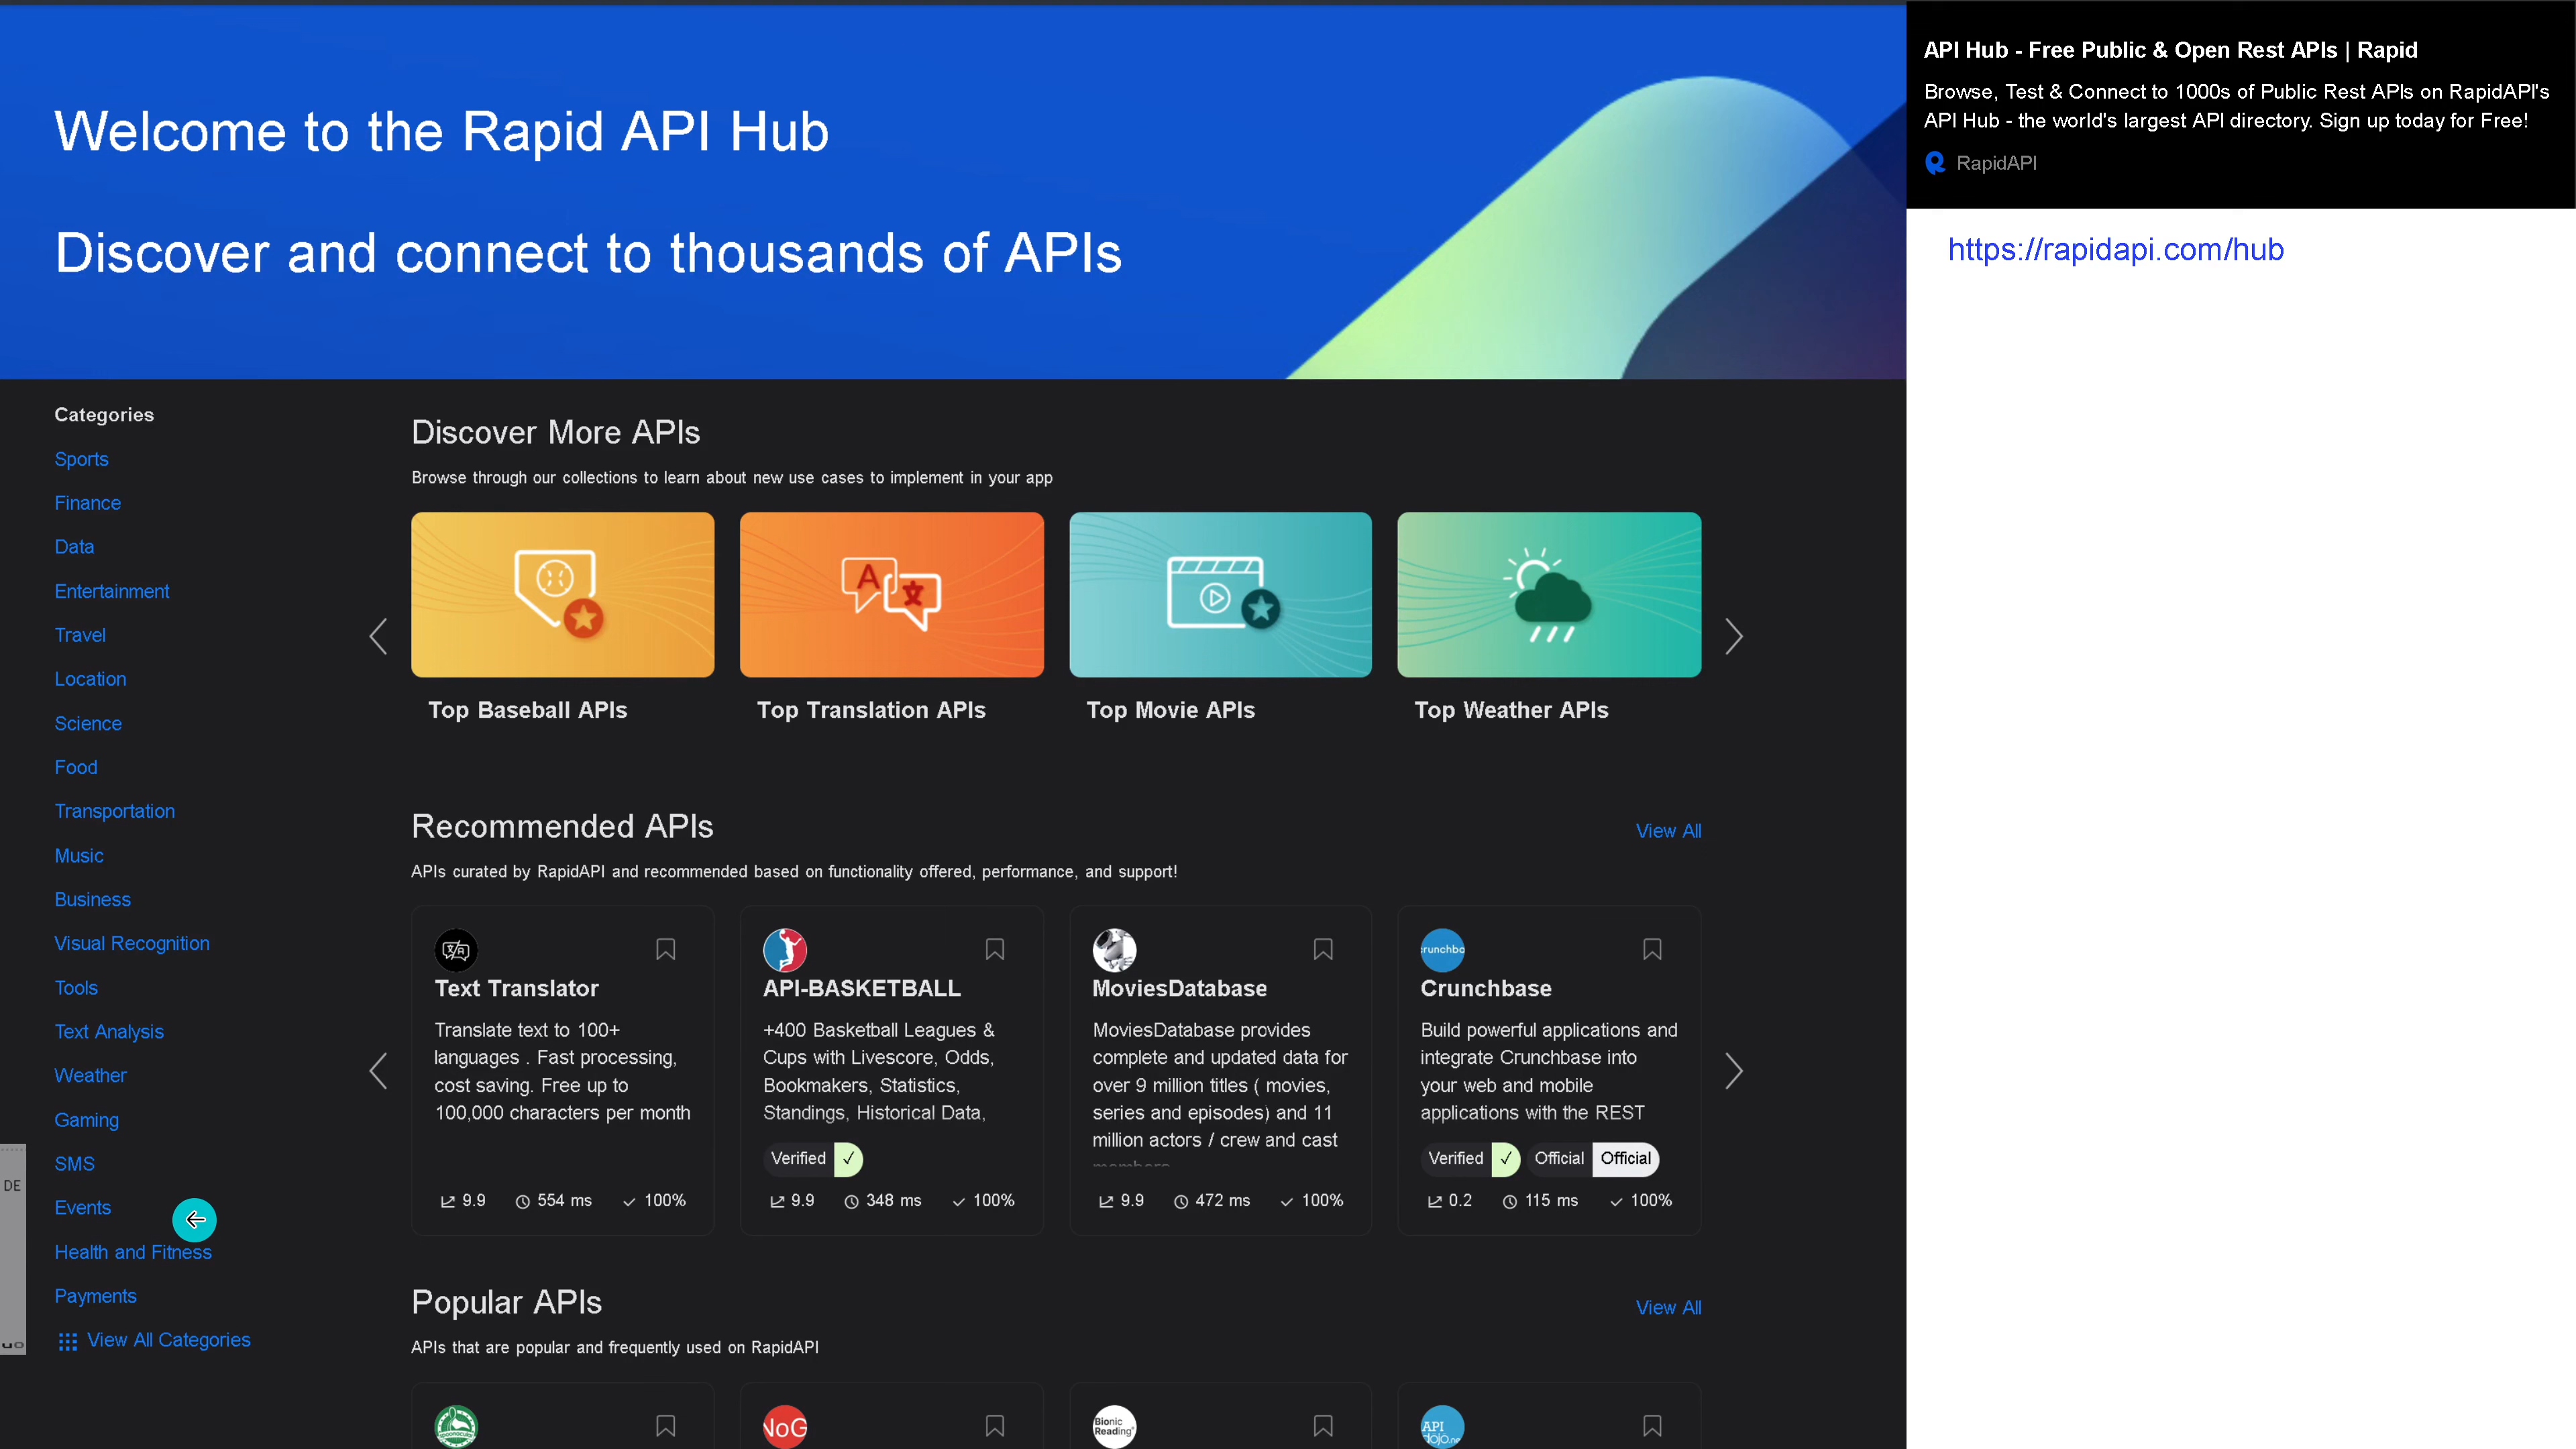 Welcome to the Rapid API Hub
Discover and connect to thousands of APIs
API Hub - Free Public & Open Rest APIs | Rapid
Browse, Test & Connect to 1000s of Public Rest APIs on RapidAPI's
API Hub - the world's largest API directory. Sign up today for Free!
RapidAPI
https://rapidapi.com/hub
Categories
Sports
Finance
Data
Entertainment
Travel
Location
Science
Food
Transportation
Music
Business
Visual Recognition
Tools
Text Analysis
Weather
Gaming
SMS
Events
Health and Fitness
Payments
View All Categories
DE
Discover More APIs
Browse through our collections to learn about new use cases to implement in your app
A
Top Baseball APIs
Top Translation APIs
Top Movie APIs
Top Weather APIs
Recommended APIs
View All
APIs curated by RapidAPI and recommended based on functionality offered, performance, and support!
Text Translator
Translate text to 100+
languages . Fast processing,
cost saving. Free up to
100,000 characters per month
9.9 554 ms 100%
API-BASKETBALL
+400 Basketball Leagues &
Cups with Livescore, Odds,
Bookmakers, Statistics,
Standings, Historical Data,
Verified ✓
9.9 348 ms 100%
MoviesDatabase
MoviesDatabase provides
complete and updated data for
over 9 million titles ( movies,
series and episodes) and 11
million actors / crew and cast
9.9 472 ms 100%
runchba
Crunchbase
Build powerful applications and
integrate Crunchbase into
your web and mobile
applications with the REST
Verified ✓ Official Official
0.2 115 ms 100%
Popular APIs
View All
APIs that are popular and frequently used on RapidAPI
spoonacular
NoG
Bionic
Reading
API
dojo.ne